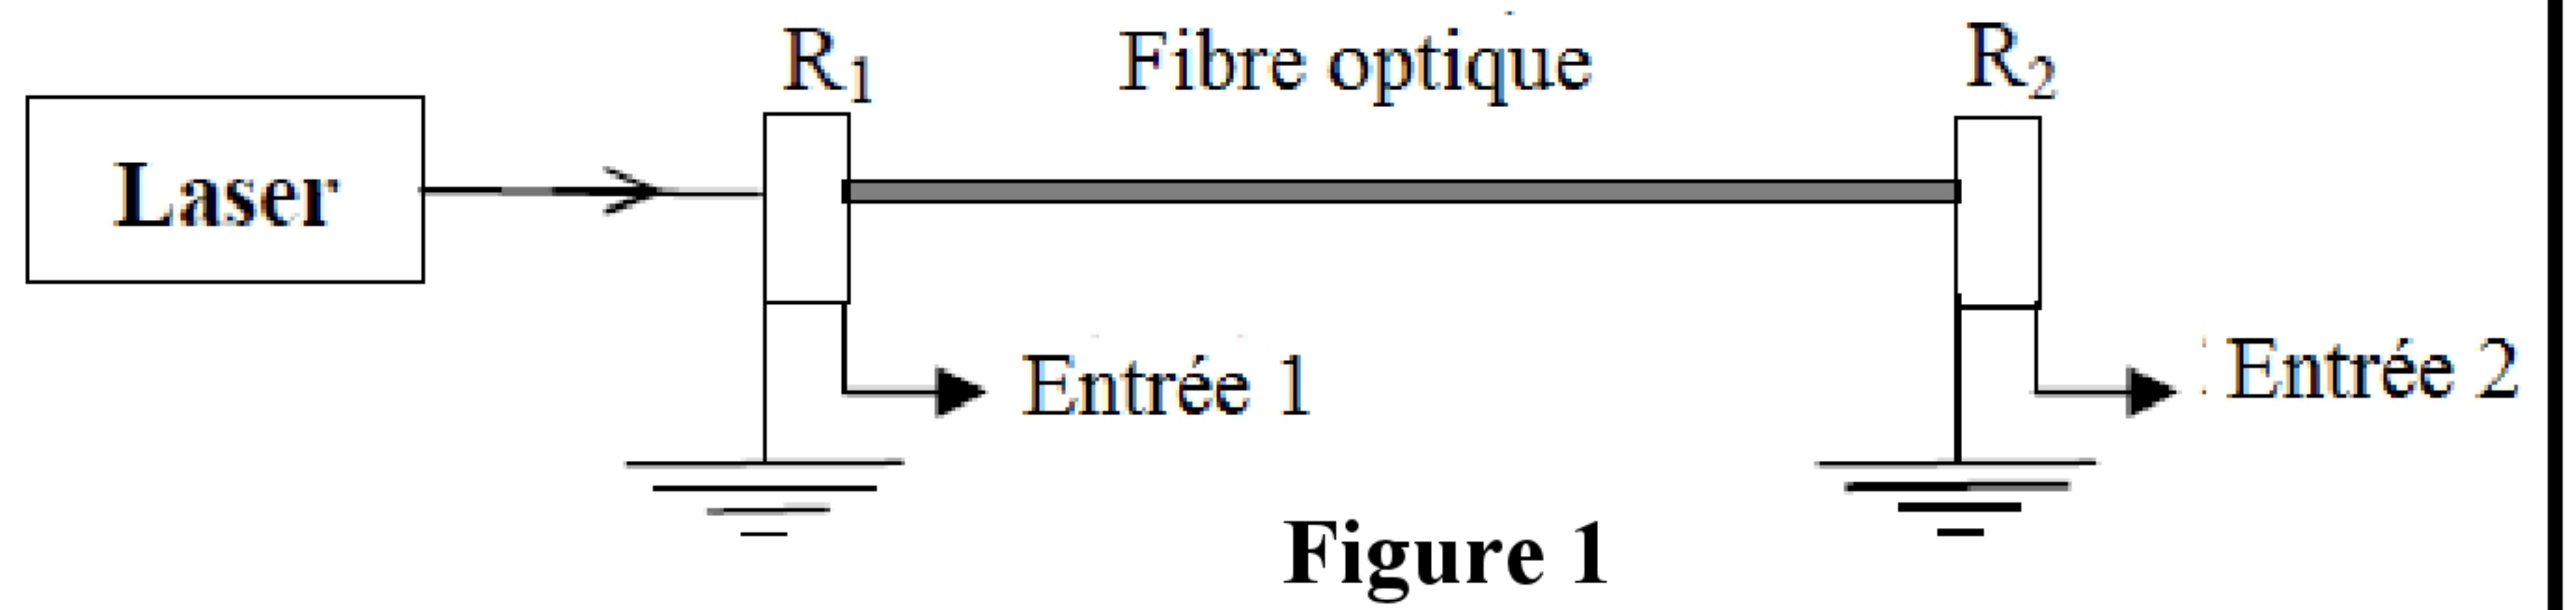 R₁ Fibre optique R₂
Laser
Entrée 1 Entrée 2
Figure 1